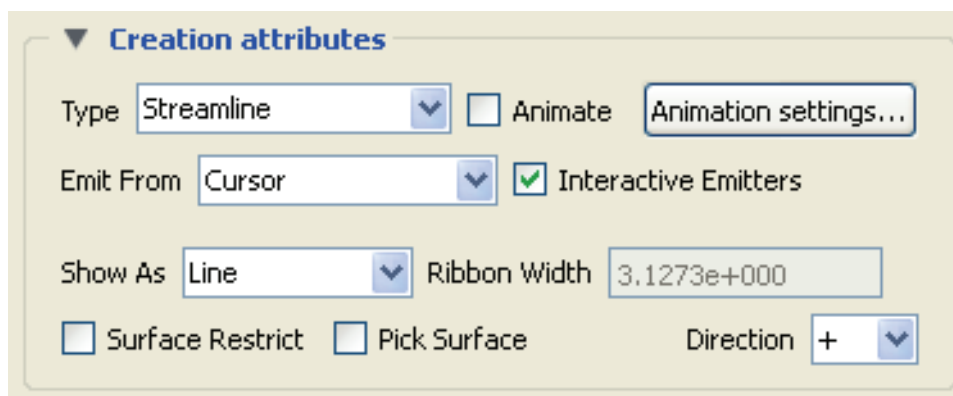 Creation attributes
Type Streamline Animate Animation settings...
Emit From Cursor Interactive Emitters
Show As Line Ribbon Width 3.1273e+000
Surface Restrict Pick Surface Direction +